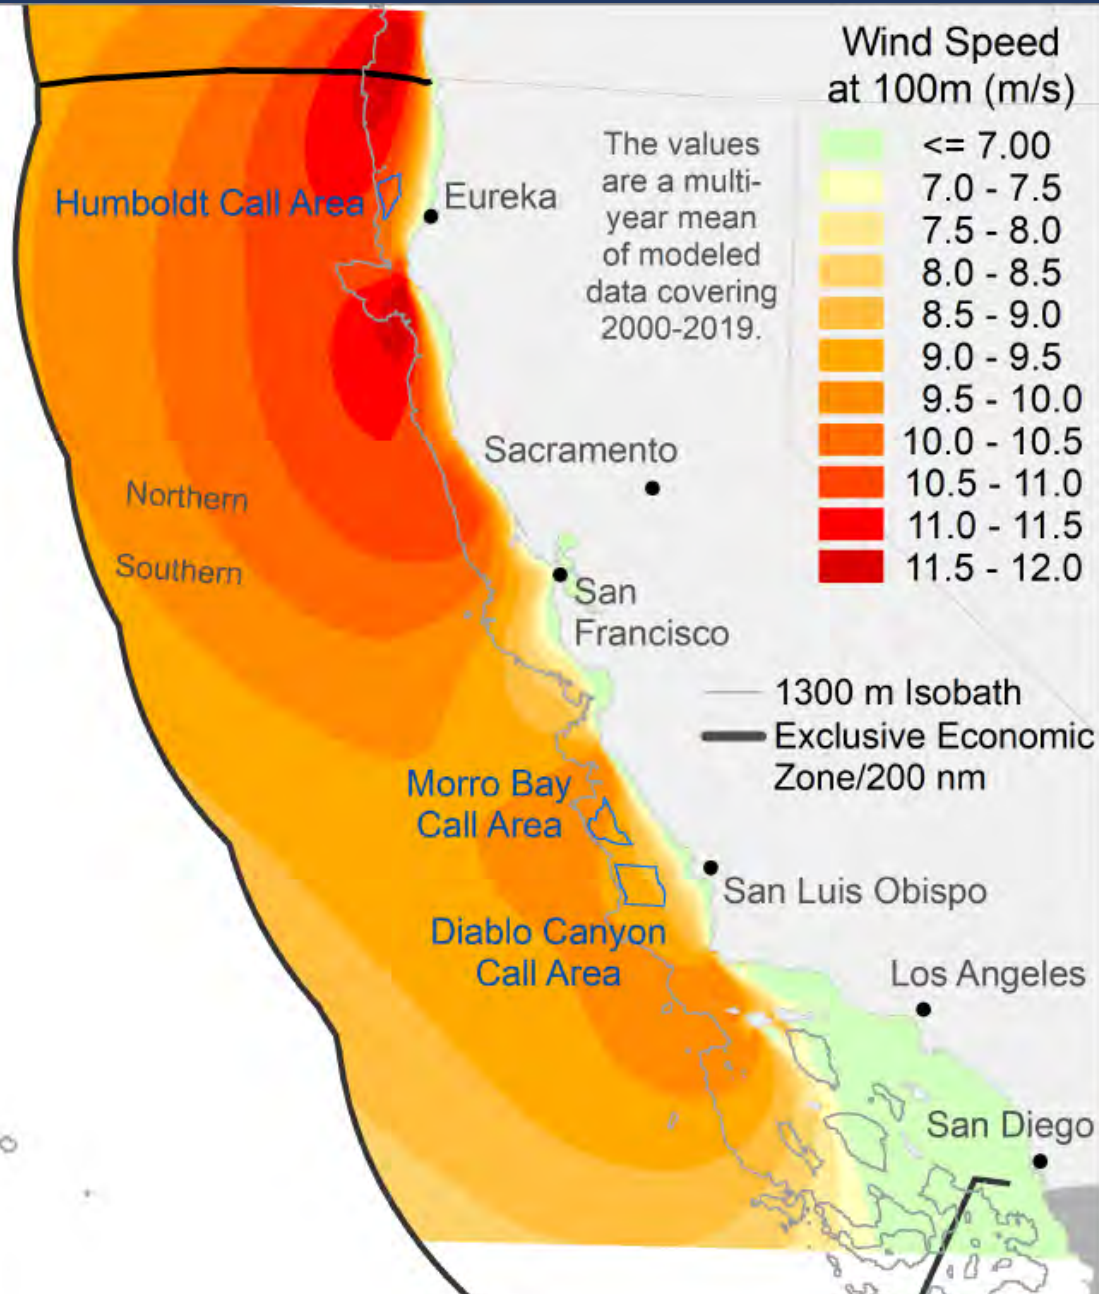 Wind Speed
at 100m (m/s)
The values
are a multi-
year mean
of modeled
data covering
2000-2019.
<= 7.00
7.0 - 7.5
7.5 - 8.0
8.0 - 8.5
8.5 - 9.0
9.0 - 9.5
9.5 - 10.0
10.0 - 10.5
10.5 - 11.0
11.0 - 11.5
11.5 - 12.0
Humboldt Call Area
Eureka
Sacramento
Northern
Southern
San
Francisco
1300 m Isobath
Exclusive Economic
Zone/200 nm
Morro Bay
Call Area
San Luis Obispo
Diablo Canyon
Call Area
Los Angeles
San Diego